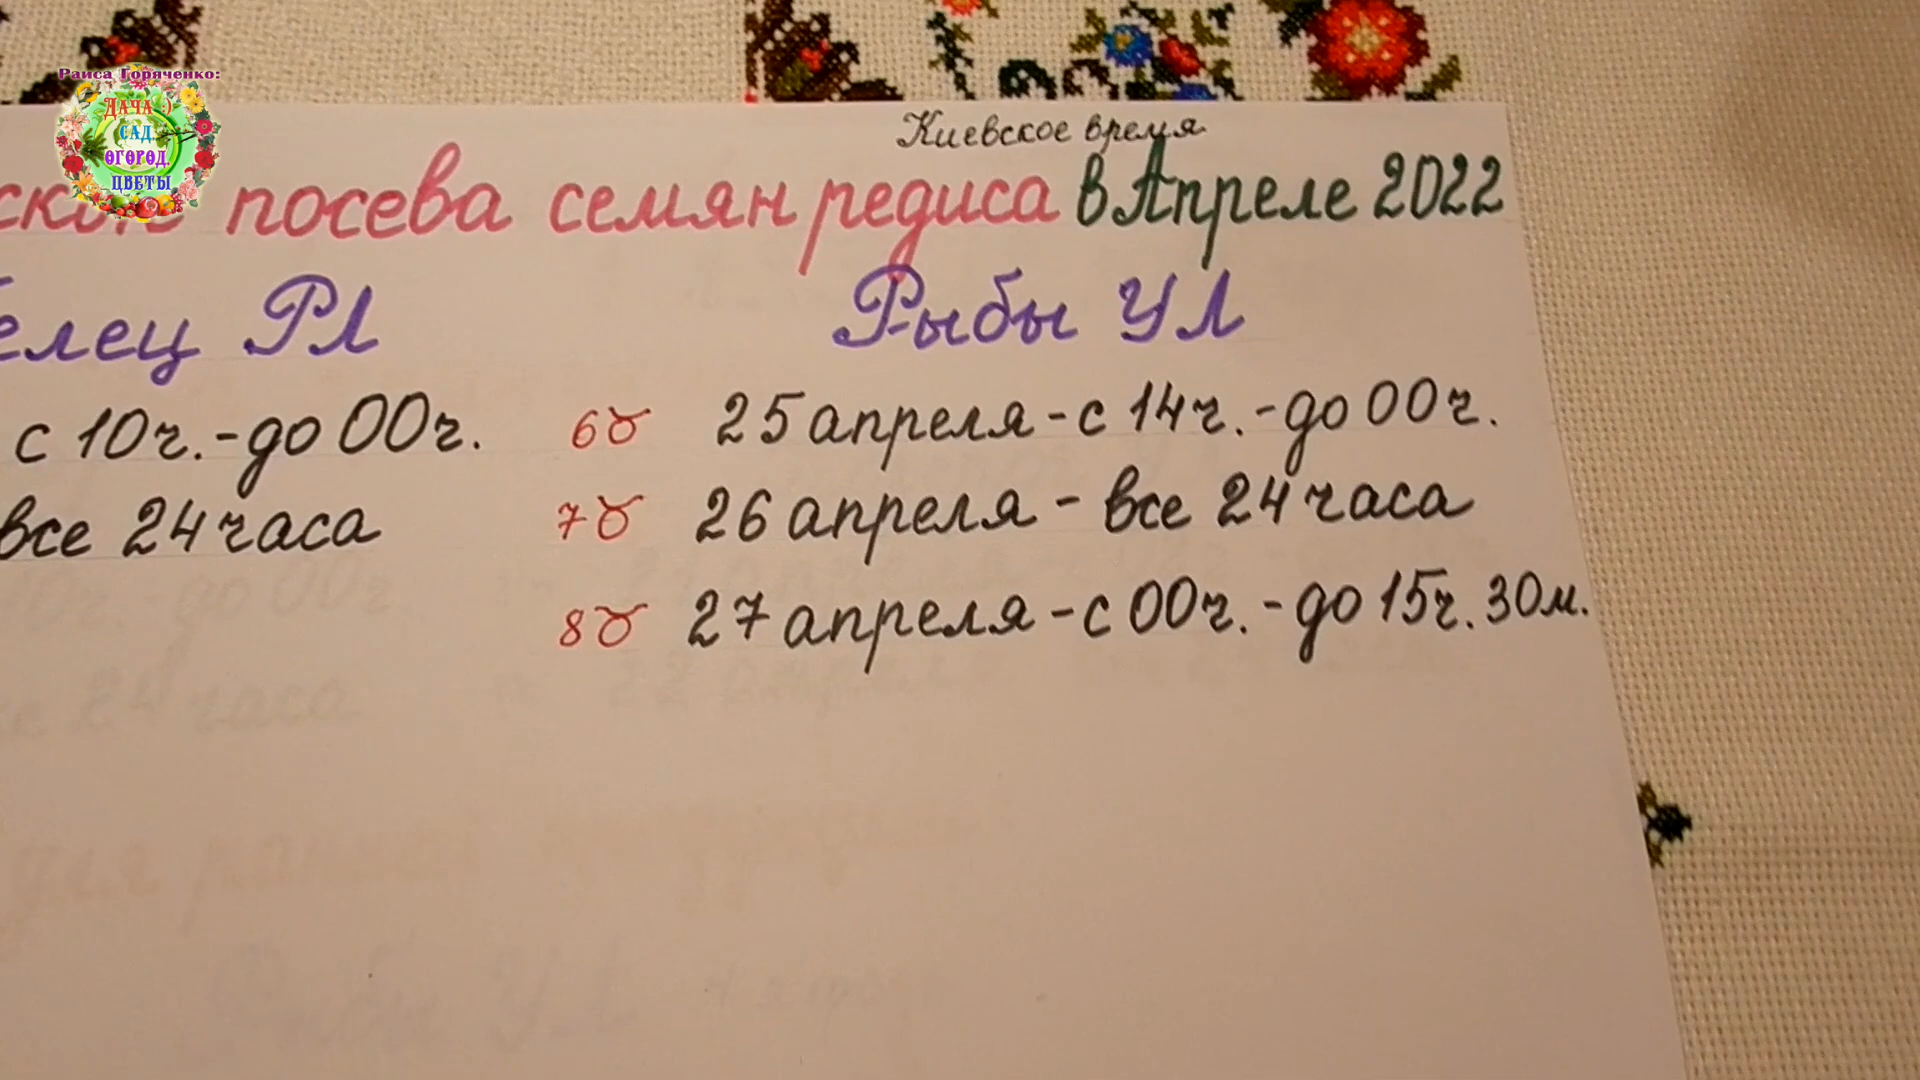 Раиса Горяченко:
Дача :)
сад,
огород,
цветы
Киевское время
посева семян редиса в Апреле 2022
РЛ
Рыбы УЛ
с 10ч.-до 00ч.
6♉ 25 апреля - с 14ч. - до 00ч.
все 24 часа
7♉ 26 апреля - все 24 часа
8♉ 27 апреля - с 00ч. - до 15ч. 30м.